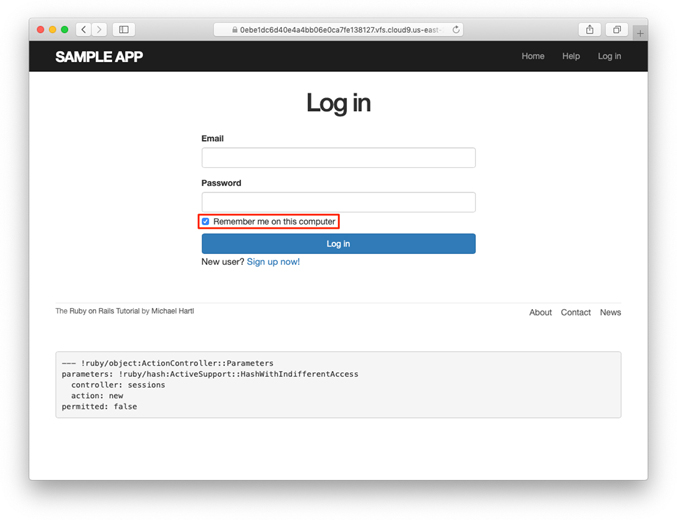 0ebe1dc6d40e4a4bb06e0ca7fe138127.vfs.cloud9.us-east-
SAMPLE APP Home Help Log in
Log in
Email
Password
Remember me on this computer
Log in
New user? Sign up now!
The Ruby on Rails Tutorial by Michael Hartl About Contact News
--- !ruby/object:ActionController::Parameters
parameters: !ruby/hash:ActiveSupport::HashWithIndifferentAccess
  controller: sessions
  action: new
permitted: false